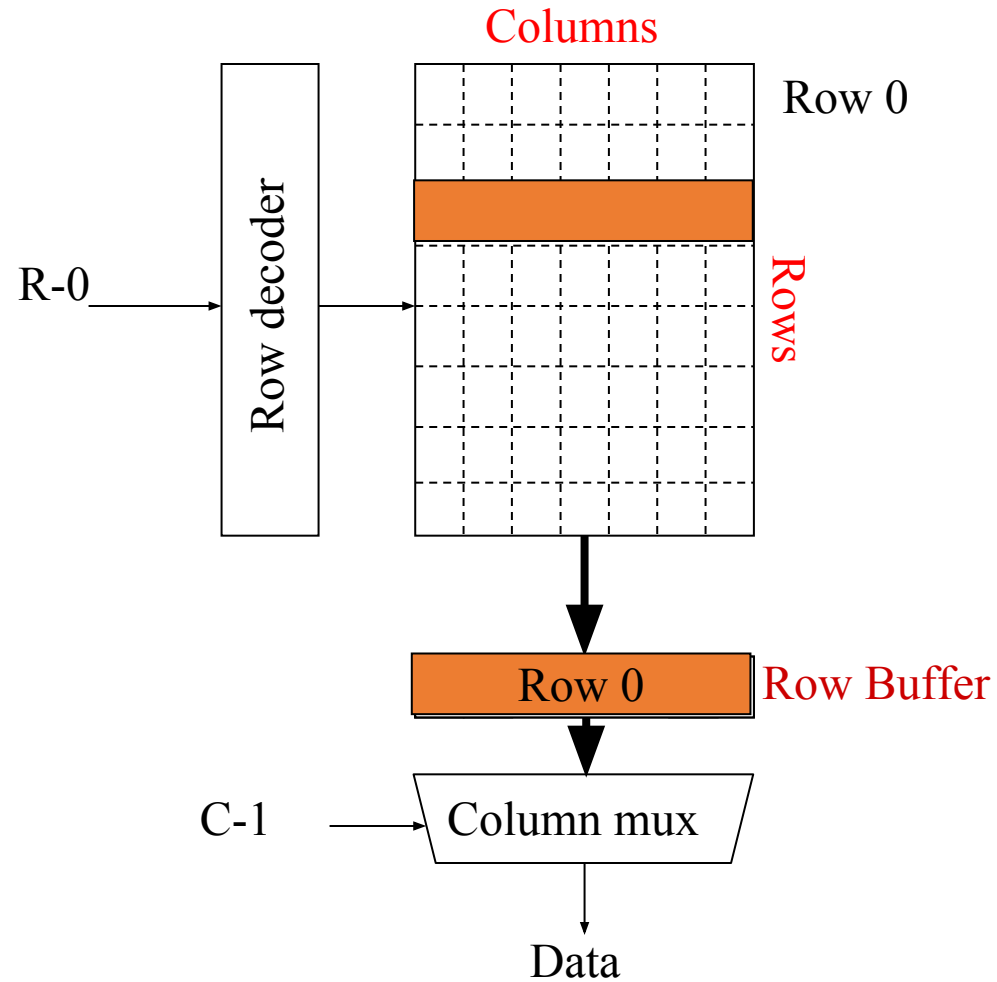 Columns
Row 0
R-0
Row decoder
Rows
Row 0
Row Buffer
C-1
Column mux
Data